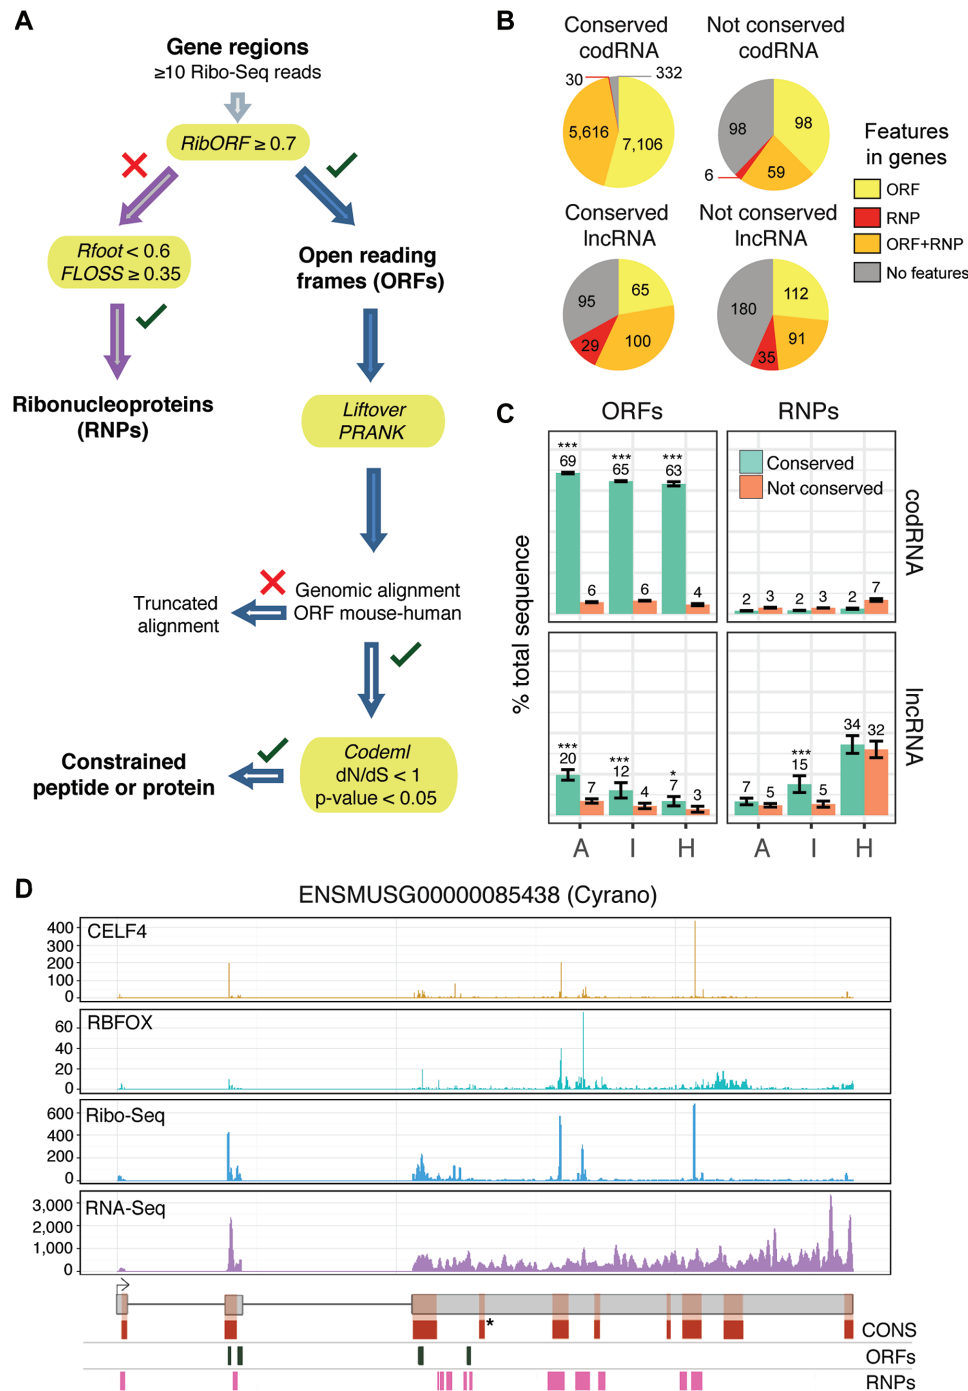 A
Gene regions
≥10 Ribo-Seq reads
RibORF ≥ 0.7
Rfoot < 0.6
FLOSS ≥ 0.35
Open reading
frames (ORFs)
Ribonucleoproteins
(RNPs)
Liftover
PRANK
Genomic alignment
ORF mouse-human
Truncated
alignment
Codeml
dN/dS < 1
p-value < 0.05
Constrained
peptide or protein
B
Conserved
codRNA
30
332
5,616
7,106
Not conserved
codRNA
98
98
6
59
Conserved
lncRNA
95
65
29
100
Not conserved
lncRNA
180
112
35
91
Features
in genes
ORF
RNP
ORF+RNP
No features
C
ORFs
RNPs
% total sequence
***
69
6
***
65
6
***
63
4
Conserved
Not conserved
2
3
2
3
2
7
codRNA
***
20
7
***
12
4
*
7
3
7
5
***
15
5
34
32
lncRNA
A
I
H
A
I
H
D
ENSMUSG00000085438 (Cyrano)
CELF4
400
300
200
100
0
RBFOX
60
40
20
0
Ribo-Seq
600
400
200
0
RNA-Seq
3,000
2,000
1,000
0
*
CONS
ORFs
RNPs